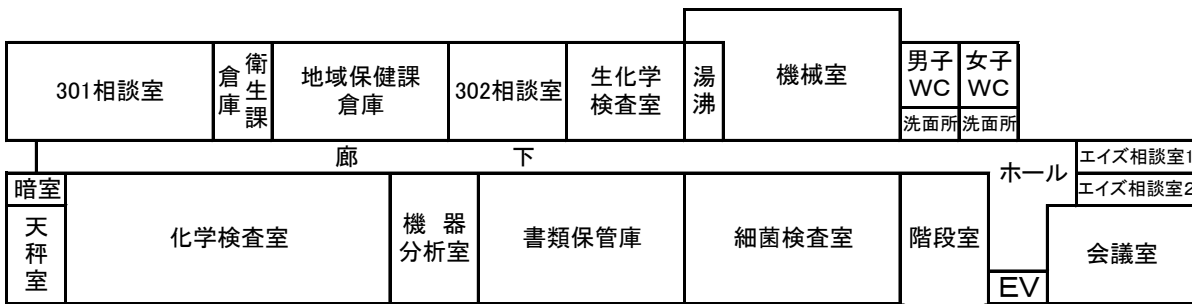 301相談室
衛生課
倉庫
地域保健課
倉庫
302相談室
生化学
検査室
湯沸
機械室
男子
WC
女子
WC
洗面所
洗面所
廊下
ホール
エイズ相談室1
エイズ相談室2
暗室
天秤室
化学検査室
機器
分析室
書類保管庫
細菌検査室
階段室
EV
会議室